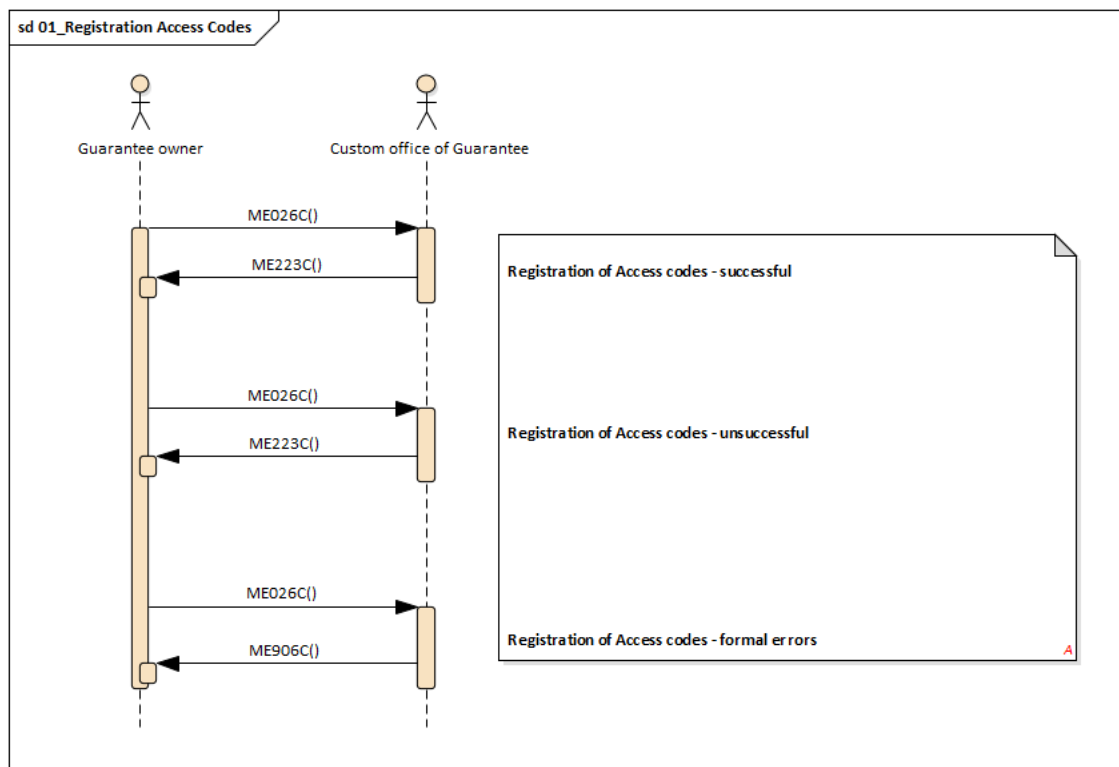 sd 01_Registration Access Codes
Guarantee owner
Custom office of Guarantee
ME026C()
ME223C()
Registration of Access codes - successful
ME026C()
ME223C()
Registration of Access codes - unsuccessful
ME026C()
ME906C()
Registration of Access codes - formal errors
A